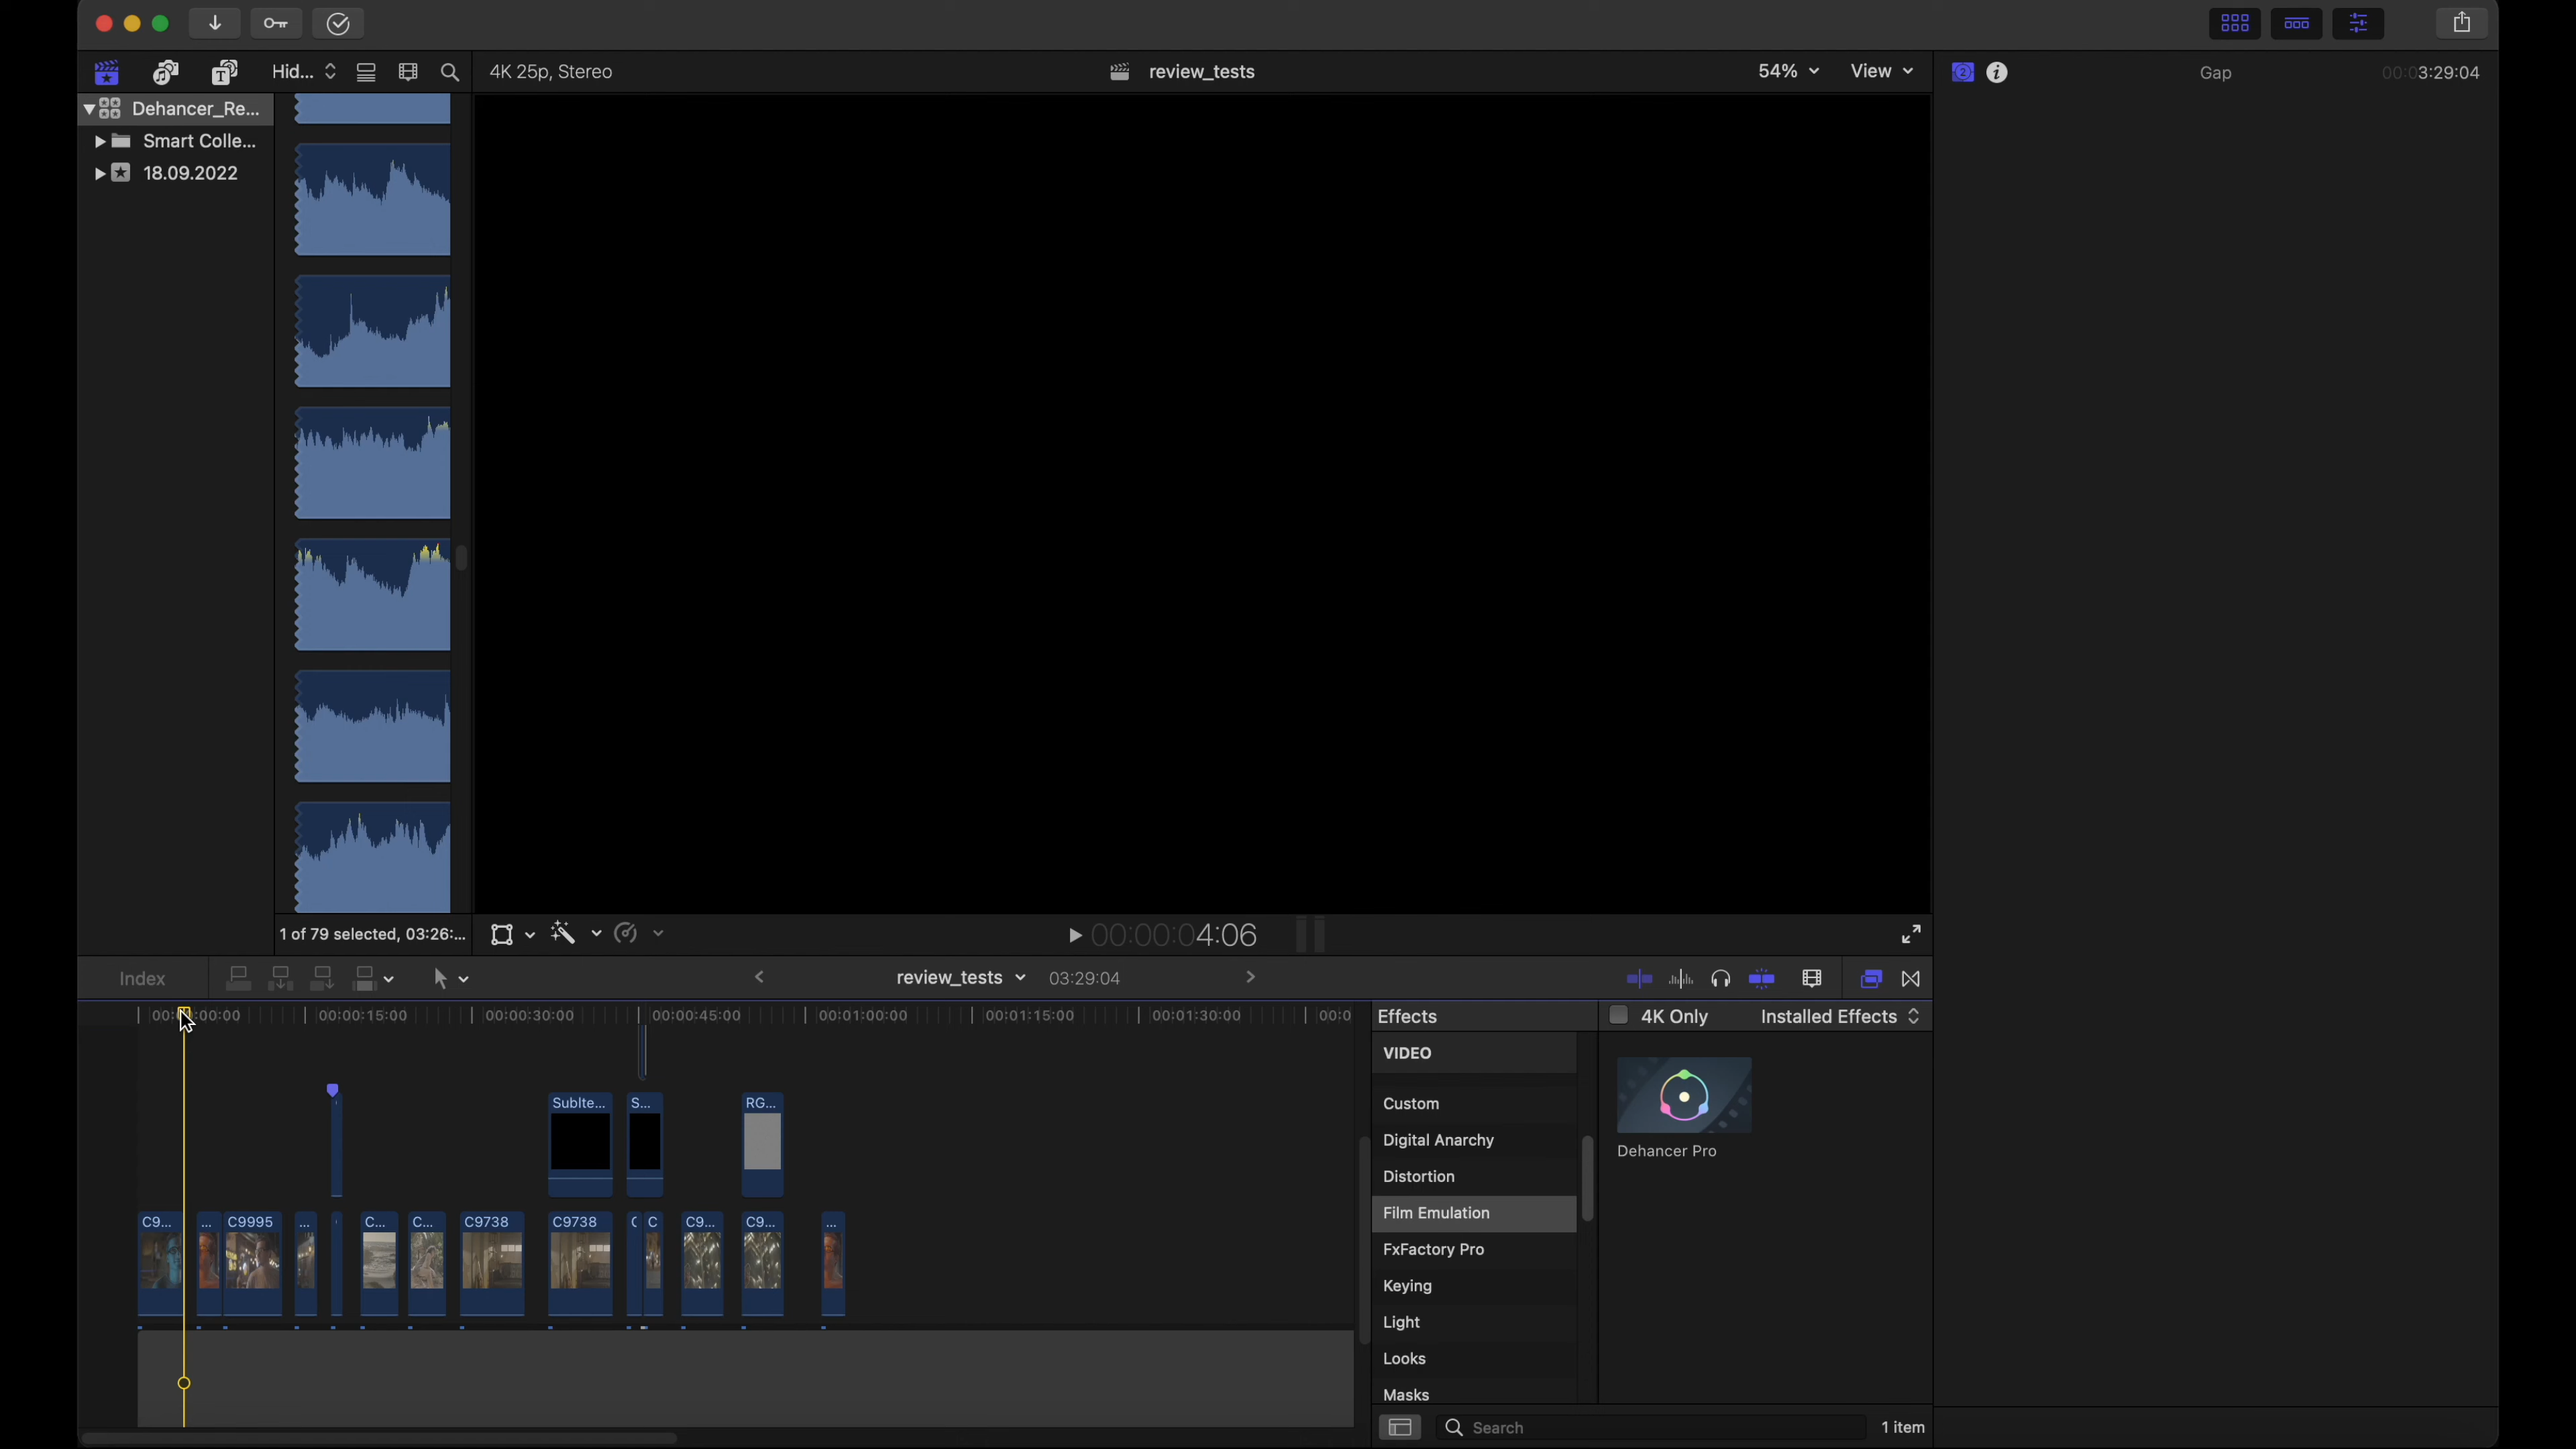 Hid...
4K 25p, Stereo
review_tests
54%
View
Gap
00:03:29:04
Dehancer_Re...
Smart Colle...
18.09.2022
1 of 79 selected, 03:26:...
00:00:04:06
Index
review_tests
03:29:04
00:00:15:00
00:00:30:00
00:00:45:00
00:01:00:00
00:01:15:00
00:01:30:00
Effects
4K Only
Installed Effects
VIDEO
Custom
Digital Anarchy
Distortion
Film Emulation
FxFactory Pro
Keying
Light
Looks
Masks
Dehancer Pro
SubIte...
S...
RG...
C9...
...
C9995
...
C...
C...
C9738
C9738
C
C9...
C9...
...
Search
1 item